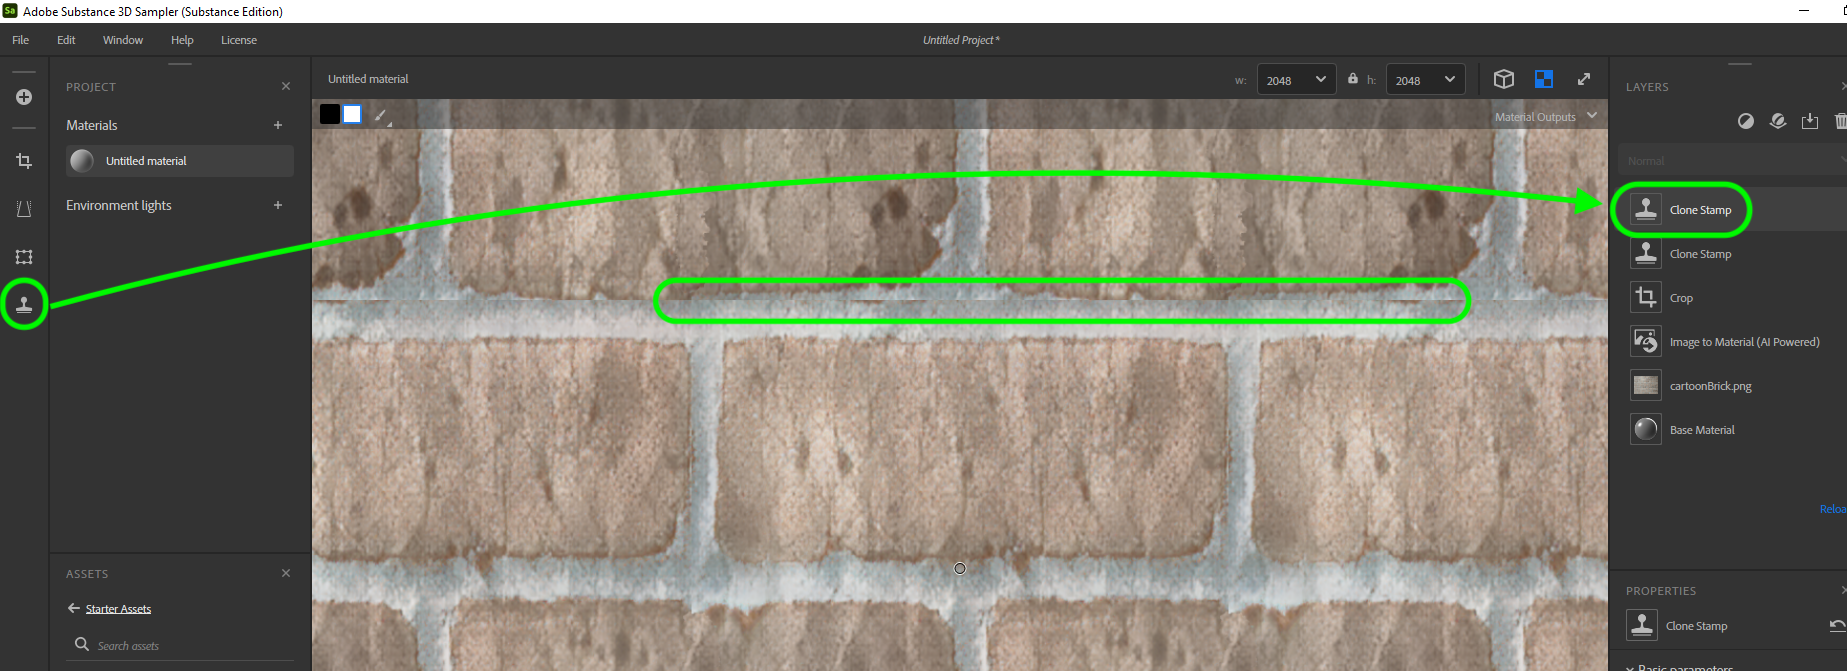 Sa Adobe Substance 3D Sampler (Substance Edition)
File Edit Window Help License Untitled Project*
PROJECT
Materials
Untitled material
Environment lights
Untitled material w: 2048 h: 2048
Material Outputs
LAYERS
Normal
Clone Stamp
Clone Stamp
Crop
Image to Material (AI Powered)
cartoonBrick.png
Base Material
Reloa
ASSETS
Starter Assets
Search assets
PROPERTIES
Clone Stamp
Basic parameters